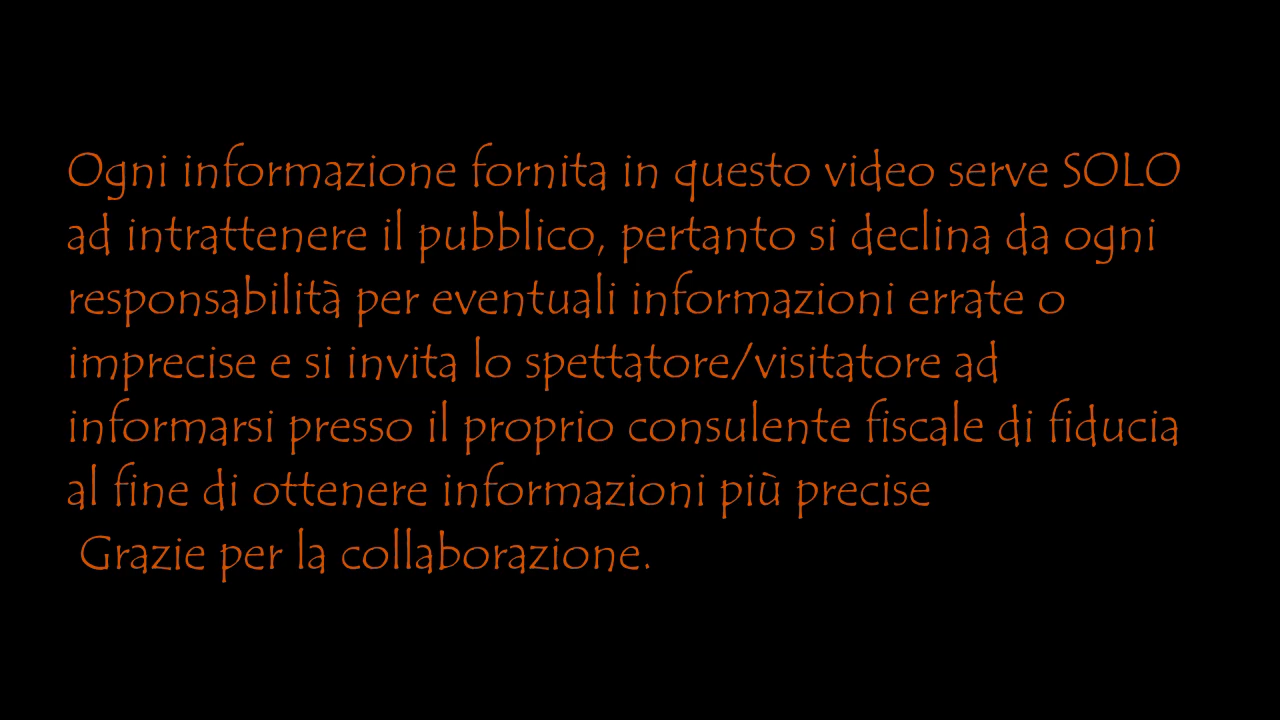 Ogni informazione fornita in questo video serve SOLO
ad intrattenere il pubblico, pertanto si declina da ogni
responsabilità per eventuali informazioni errate o
imprecise e si invita lo spettatore/visitatore ad
informarsi presso il proprio consulente fiscale di fiducia
al fine di ottenere informazioni più precise
Grazie per la collaborazione.